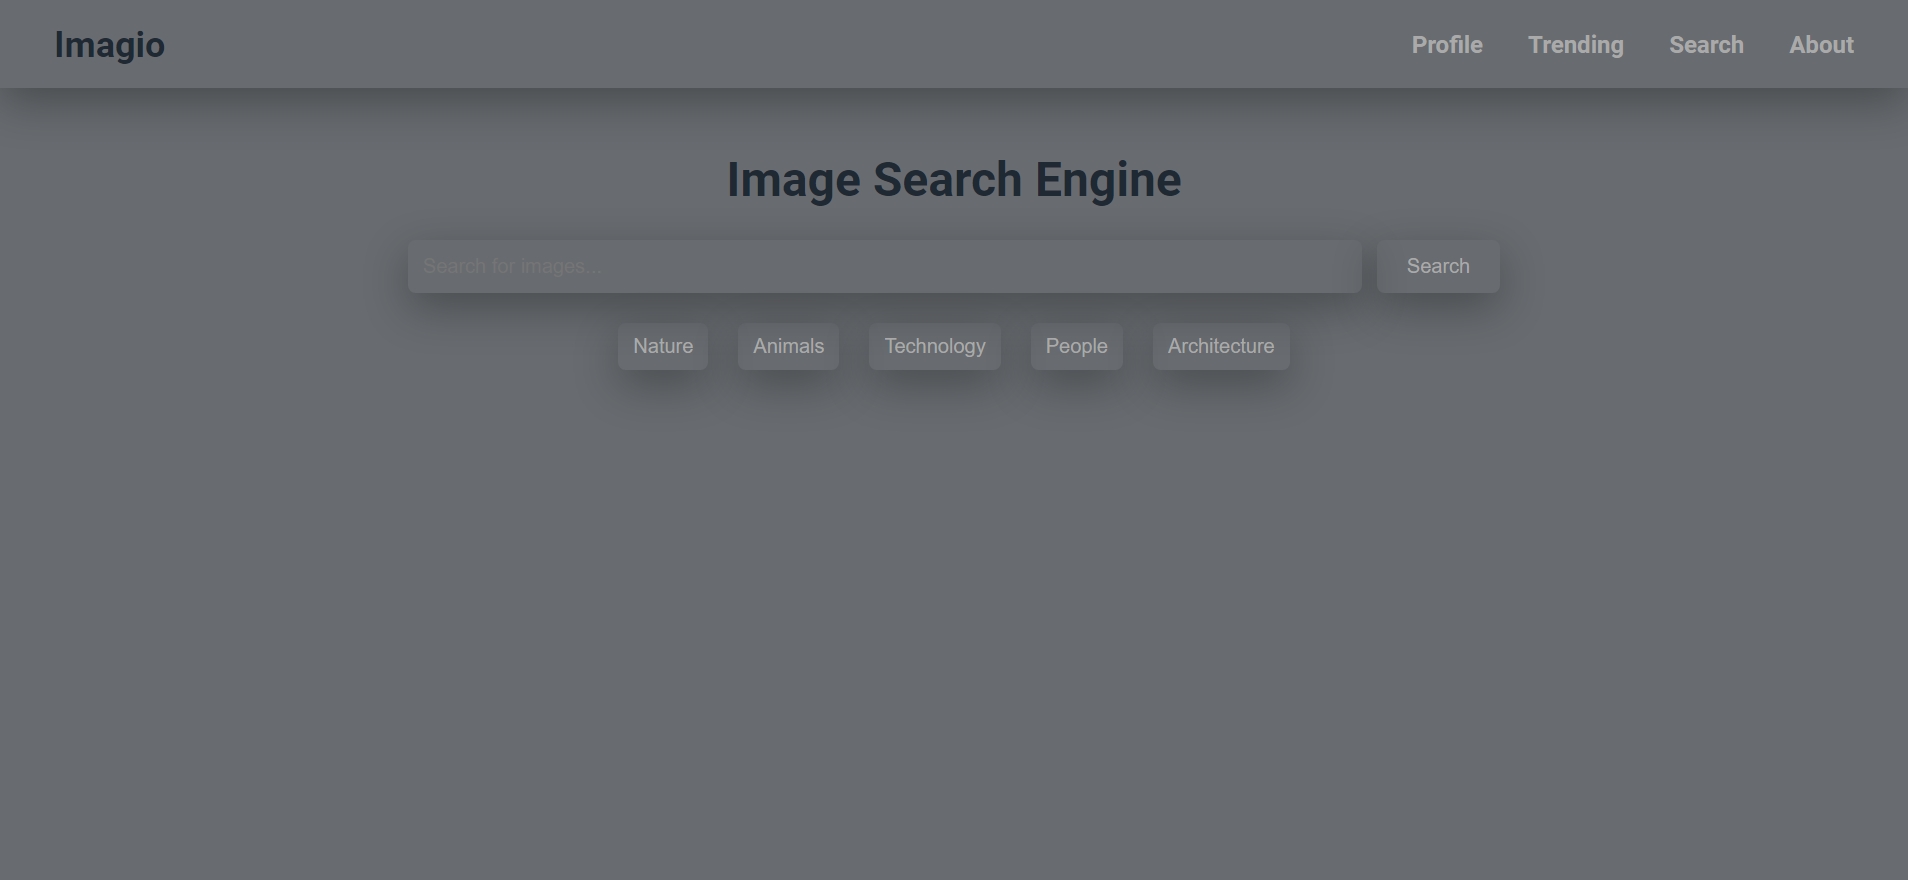 Imagio Profile Trending Search About
Image Search Engine
Search for images... Search
Nature Animals Technology People Architecture